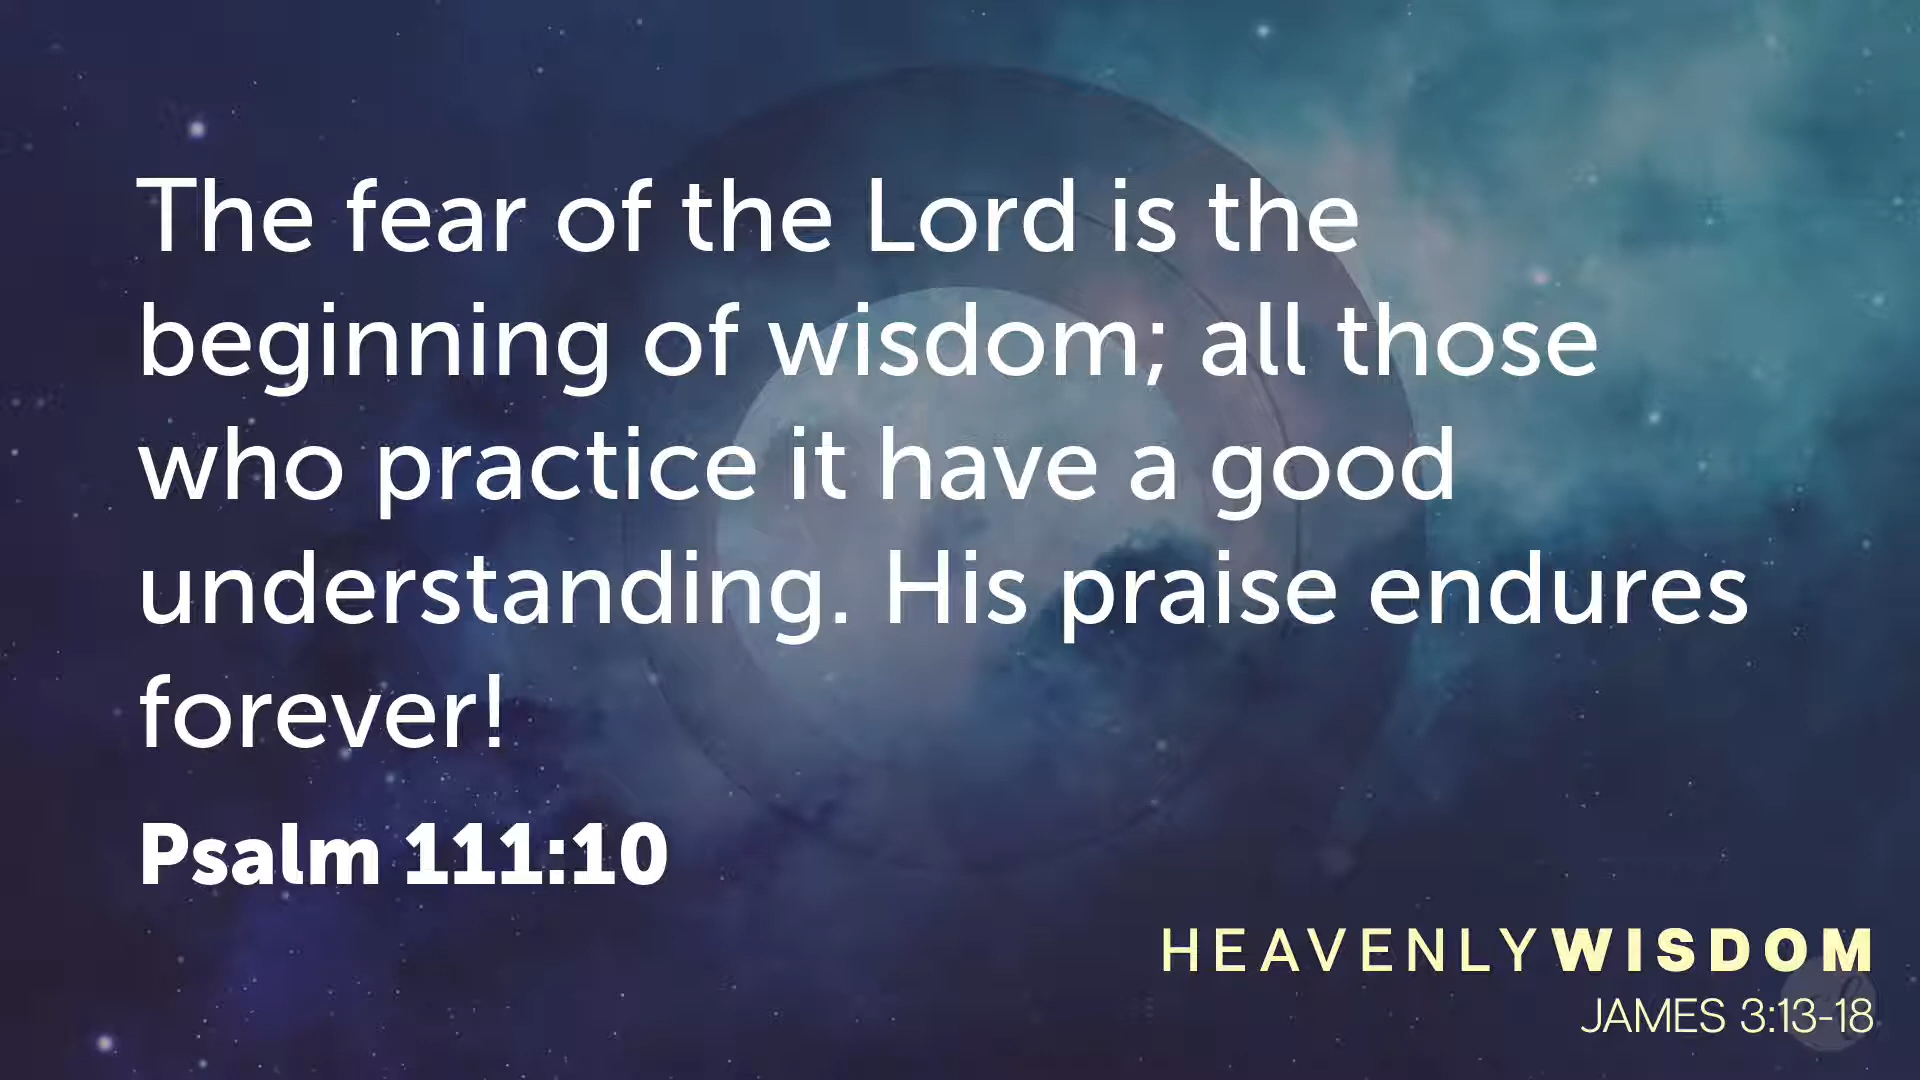 The fear of the Lord is the
beginning of wisdom; all those
who practice it have a good
understanding. His praise endures
forever!
Psalm 111:10
HEAVENLYWISDOM
JAMES 3:13-18